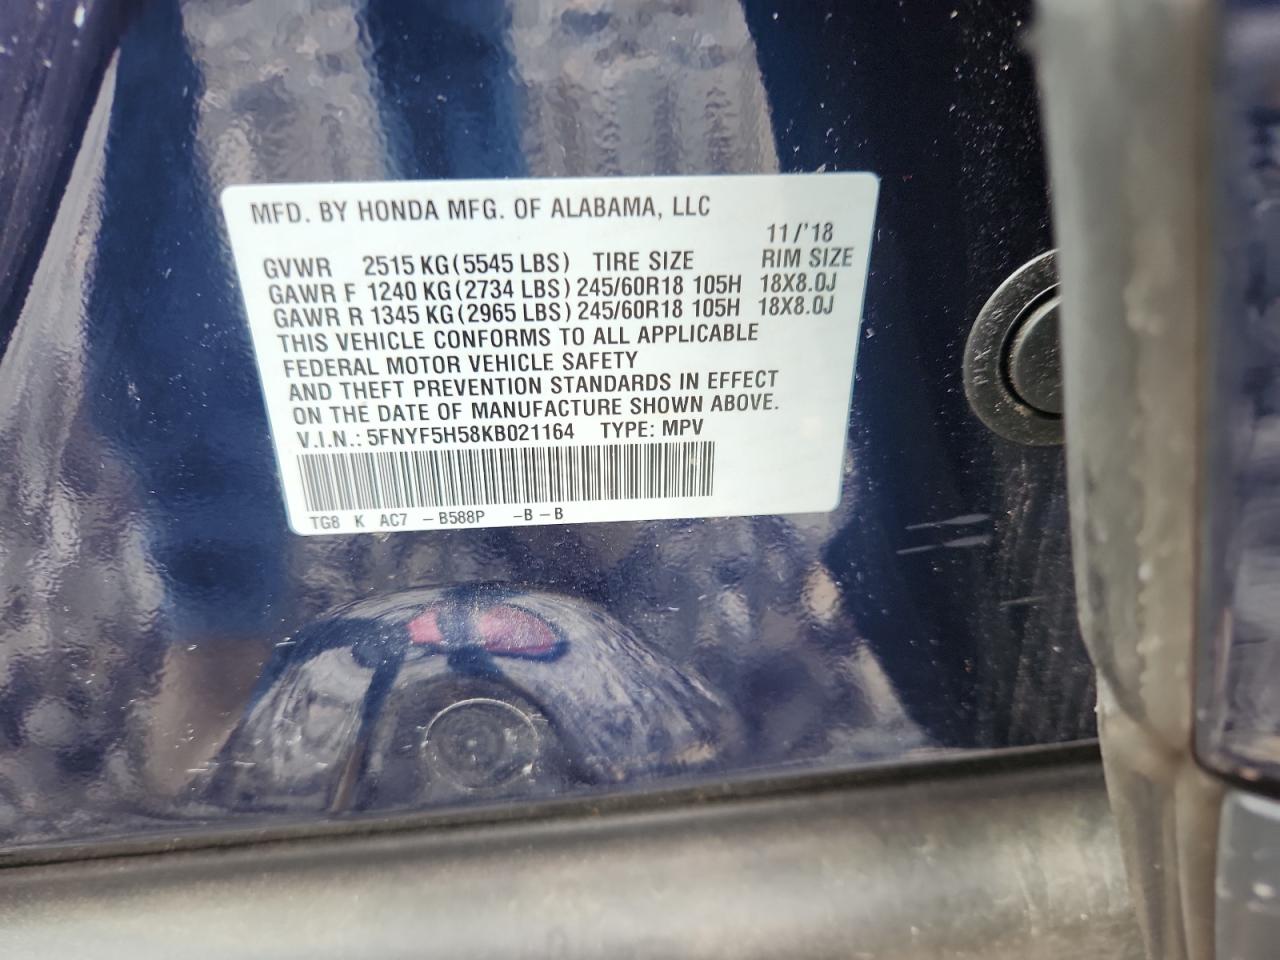 MFD. BY HONDA MFG. OF ALABAMA, LLC
11/'18
GVWR 2515 KG(5545 LBS) TIRE SIZE RIM SIZE
GAWR F 1240 KG(2734 LBS) 245/60R18 105H 18X8.0J
GAWR R 1345 KG(2965 LBS) 245/60R18 105H 18X8.0J
THIS VEHICLE CONFORMS TO ALL APPLICABLE
FEDERAL MOTOR VEHICLE SAFETY
AND THEFT PREVENTION STANDARDS IN EFFECT
ON THE DATE OF MANUFACTURE SHOWN ABOVE.
V.I.N.: 5FNYF5H58KB021164 TYPE: MPV
TG8 K AC7 -B588P -B-B